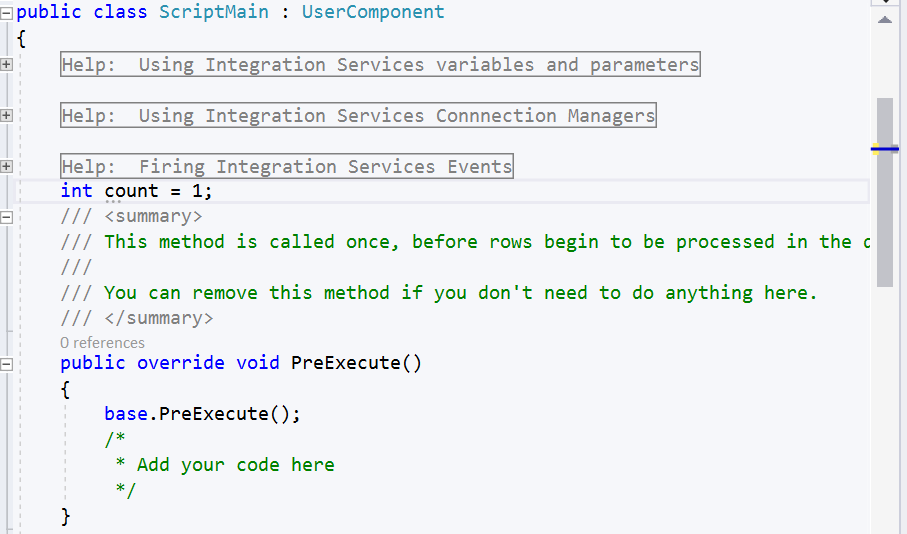 public class ScriptMain : UserComponent
{
Help:  Using Integration Services variables and parameters
Help:  Using Integration Services Connnection Managers
Help:  Firing Integration Services Events
int count = 1;
/// <summary>
/// This method is called once, before rows begin to be processed in the
///
/// You can remove this method if you don't need to do anything here.
/// </summary>
0 references
public override void PreExecute()
{
base.PreExecute();
/*
* Add your code here
*/
}